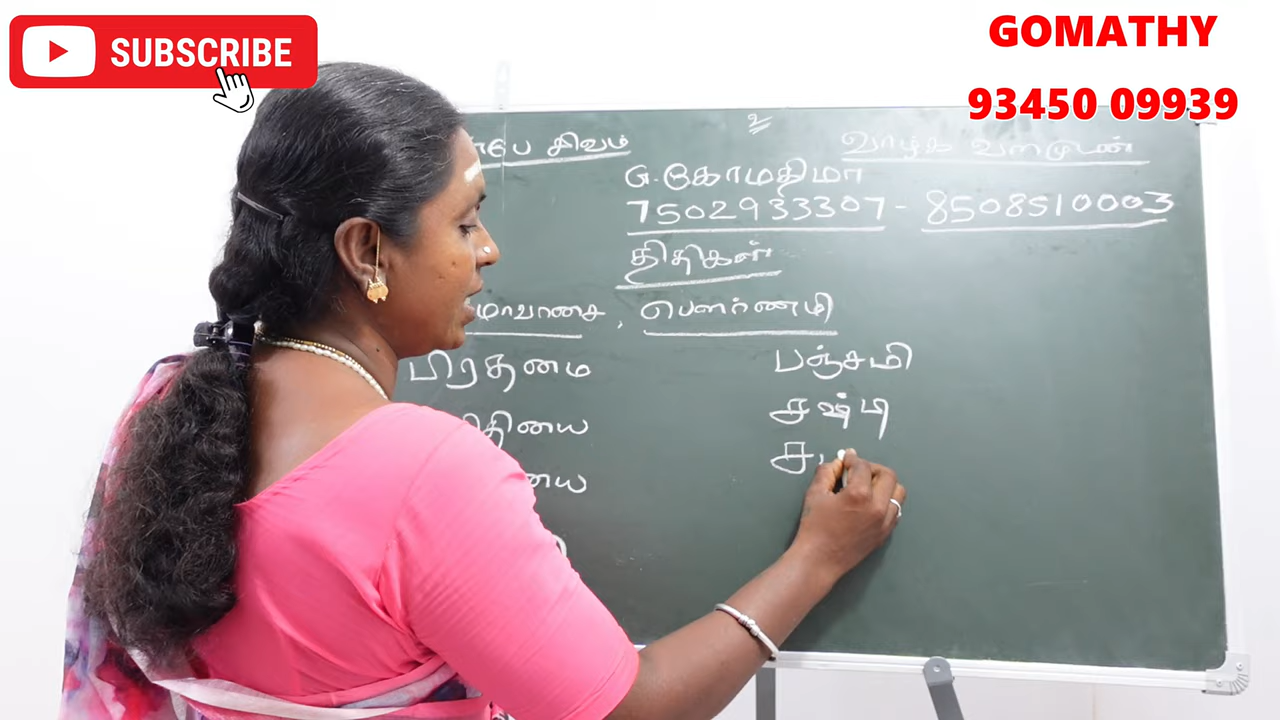 SUBSCRIBE
GOMATHY
93450 09939
உ
சிவம்
வாழ்க வளமுடன்
G.கோமதிமா
7502933307 - 8508510003
திதிகள்
மாவாசை, பௌர்ணமி
பிரதமை
தியை
யை
பஞ்சமி
சஷ்டி
ச